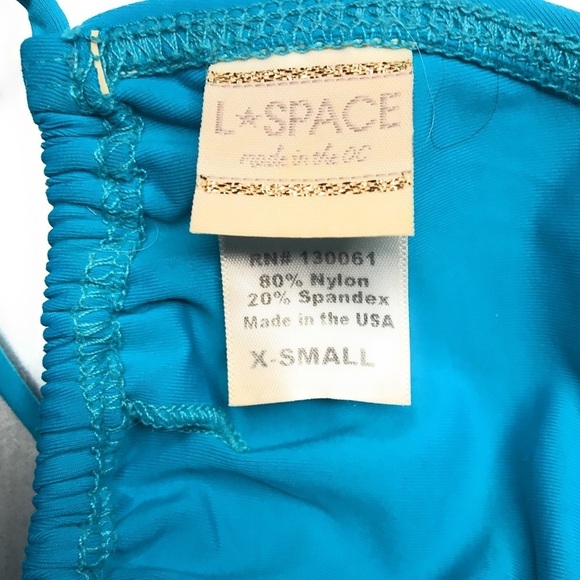 L★SPACE
made in the OC
RN# 130061
80% Nylon
20% Spandex
Made in the USA
X-SMALL